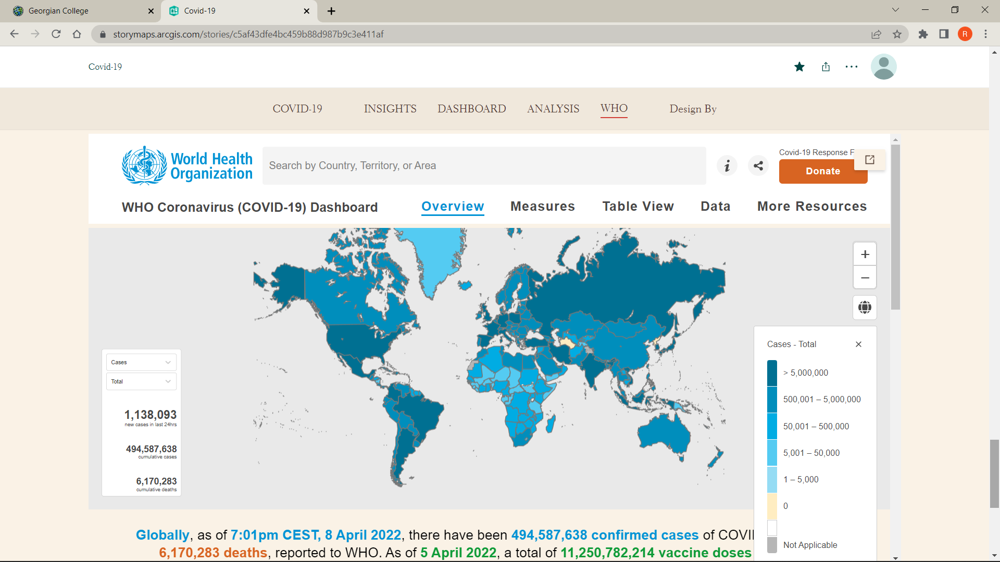 Georgian College
Covid-19
storymaps.arcgis.com/stories/c5af43dfe4bc459b88d987b9c3e411af
R
Covid-19
COVID-19 INSIGHTS DASHBOARD ANALYSIS WHO Design By
World Health
Organization
Search by Country, Territory, or Area
i
Covid-19 Response F
Donate
WHO Coronavirus (COVID-19) Dashboard
Overview Measures Table View Data More Resources
+
−
Cases
Total
1,138,093
new cases in last 24hrs
494,587,638
cumulative cases
6,170,283
cumulative deaths
Cases - Total
> 5,000,000
500,001 – 5,000,000
50,001 – 500,000
5,001 – 50,000
1 – 5,000
0
Not Applicable
Globally, as of 7:01pm CEST, 8 April 2022, there have been 494,587,638 confirmed cases of COVI
6,170,283 deaths, reported to WHO. As of 5 April 2022, a total of 11,250,782,214 vaccine doses